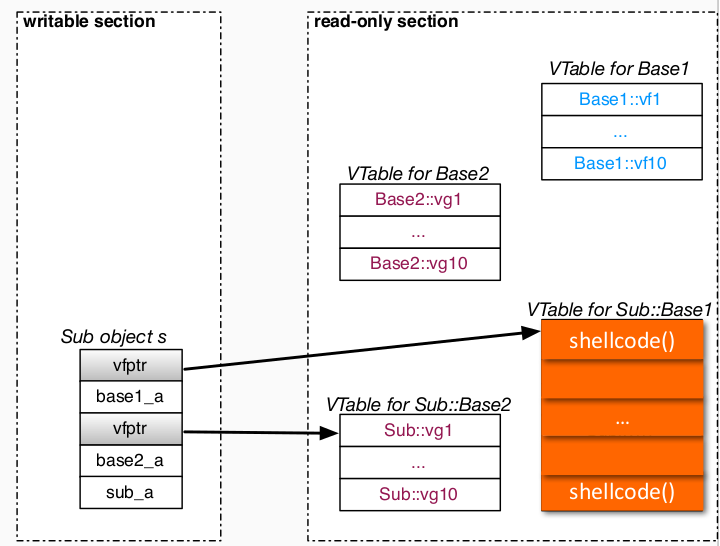 writable section
read-only section
VTable for Base1
Base1::vf1
...
Base1::vf10
VTable for Base2
Base2::vg1
...
Base2::vg10
VTable for Sub::Base1
shellcode()
...
shellcode()
Sub object s
vfptr
base1_a
vfptr
base2_a
sub_a
VTable for Sub::Base2
Sub::vg1
...
Sub::vg10